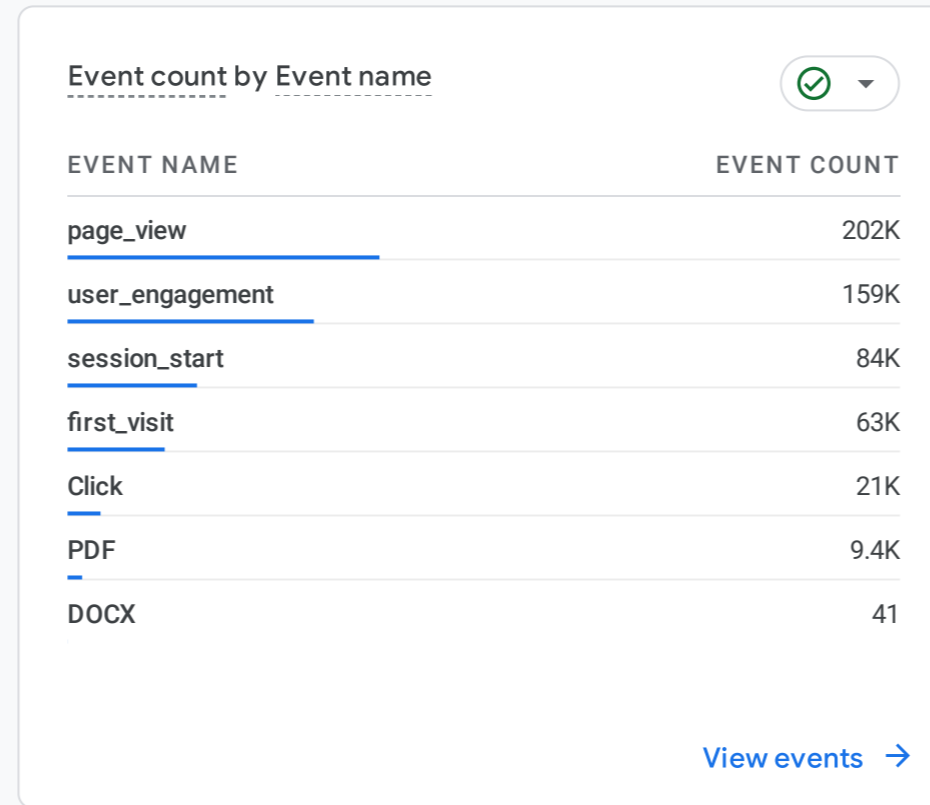 Event count by Event name
EVENT NAME EVENT COUNT
page_view 202K
user_engagement 159K
session_start 84K
first_visit 63K
Click 21K
PDF 9.4K
DOCX 41
View events